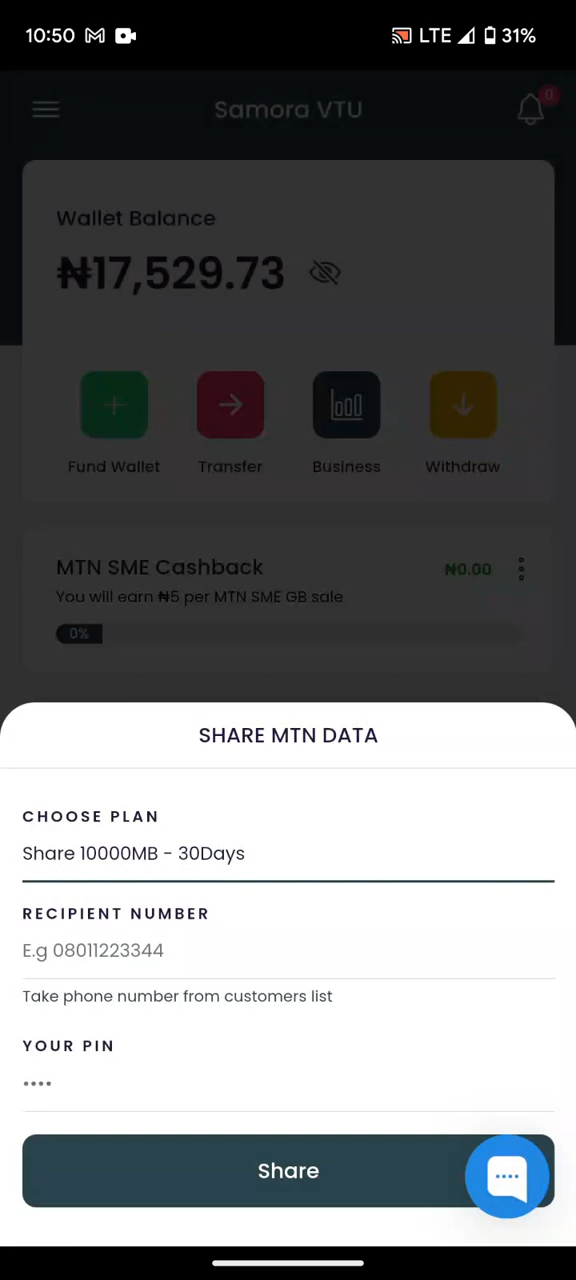 10:50 LTE 31%
Samora VTU 0
Wallet Balance
₦17,529.73
Fund Wallet Transfer Business Withdraw
MTN SME Cashback ₦0.00
You will earn ₦5 per MTN SME GB sale
0%
SHARE MTN DATA
CHOOSE PLAN
Share 10000MB - 30Days
RECIPIENT NUMBER
E.g 08011223344
Take phone number from customers list
YOUR PIN
••••
Share